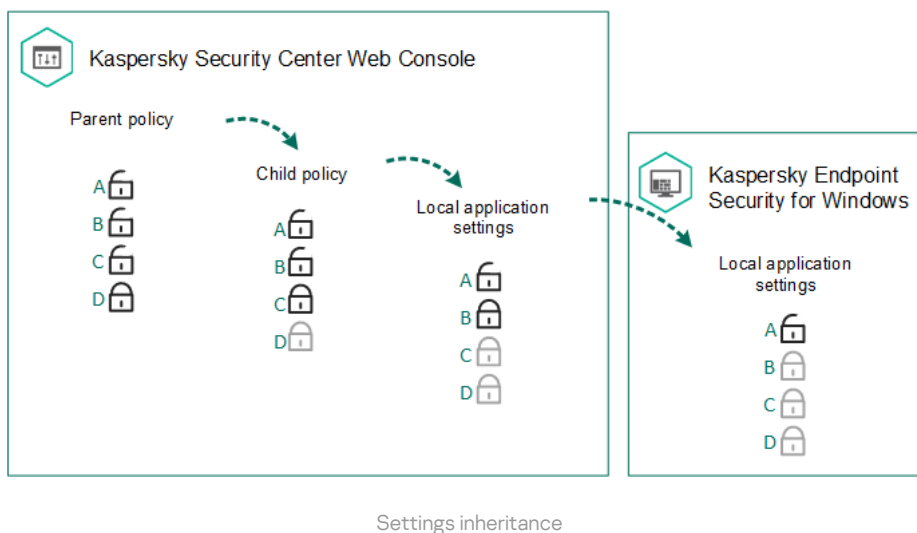 Kaspersky Security Center Web Console
Parent policy
A
B
C
D
Child policy
A
B
C
D
Local application
settings
A
B
C
D
Kaspersky Endpoint
Security for Windows
Local application
settings
A
B
C
D
Settings inheritance